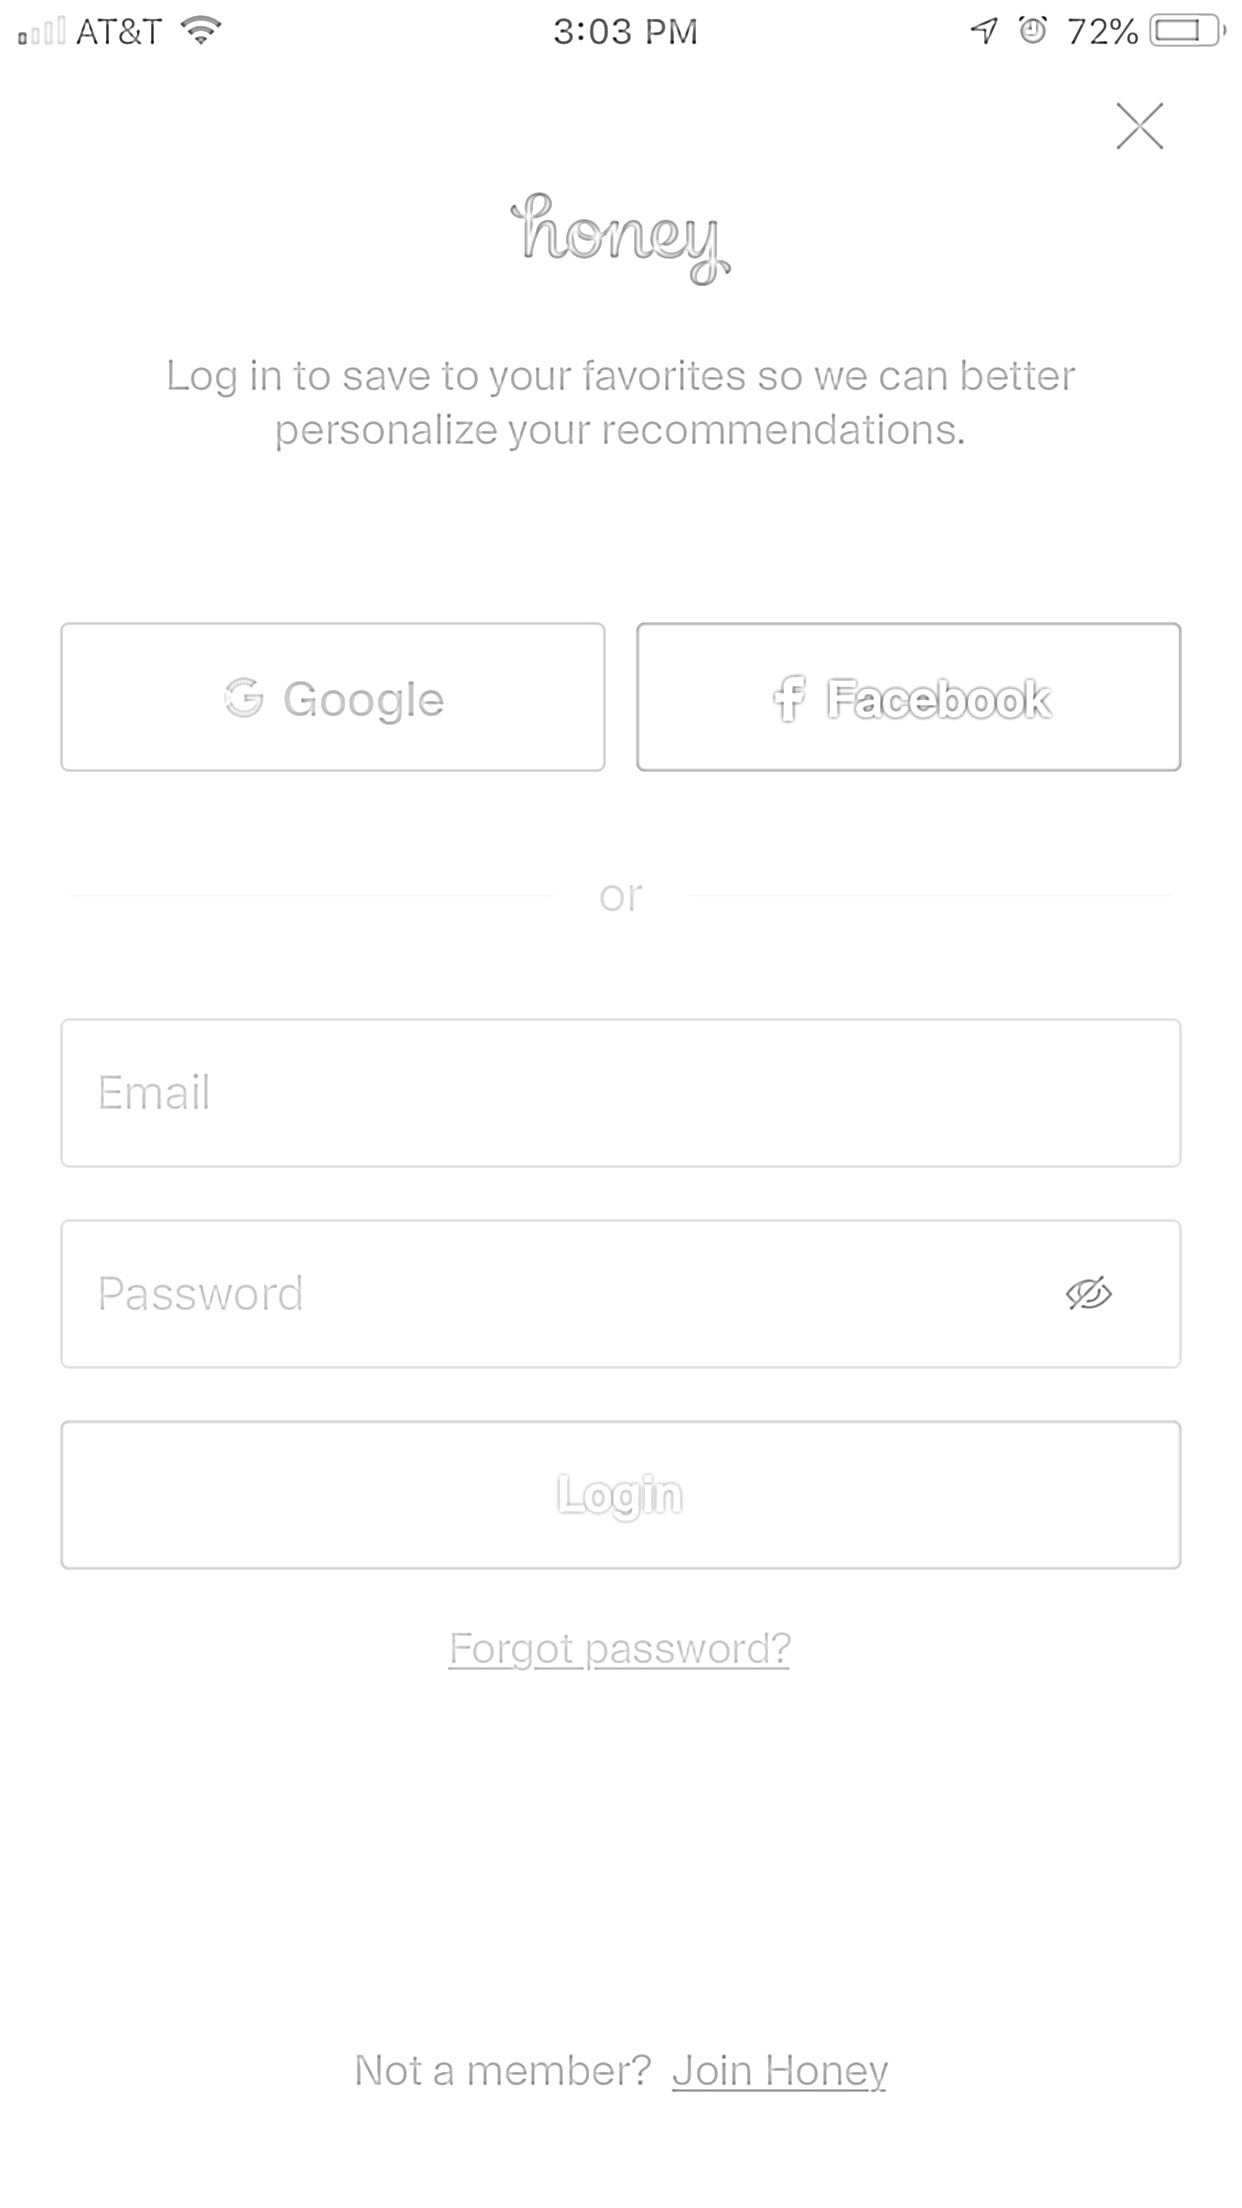 AT&T 3:03 PM 72%
honey
Log in to save to your favorites so we can better
personalize your recommendations.
Google Facebook
or
Email
Password
Login
Forgot password?
Not a member? Join Honey